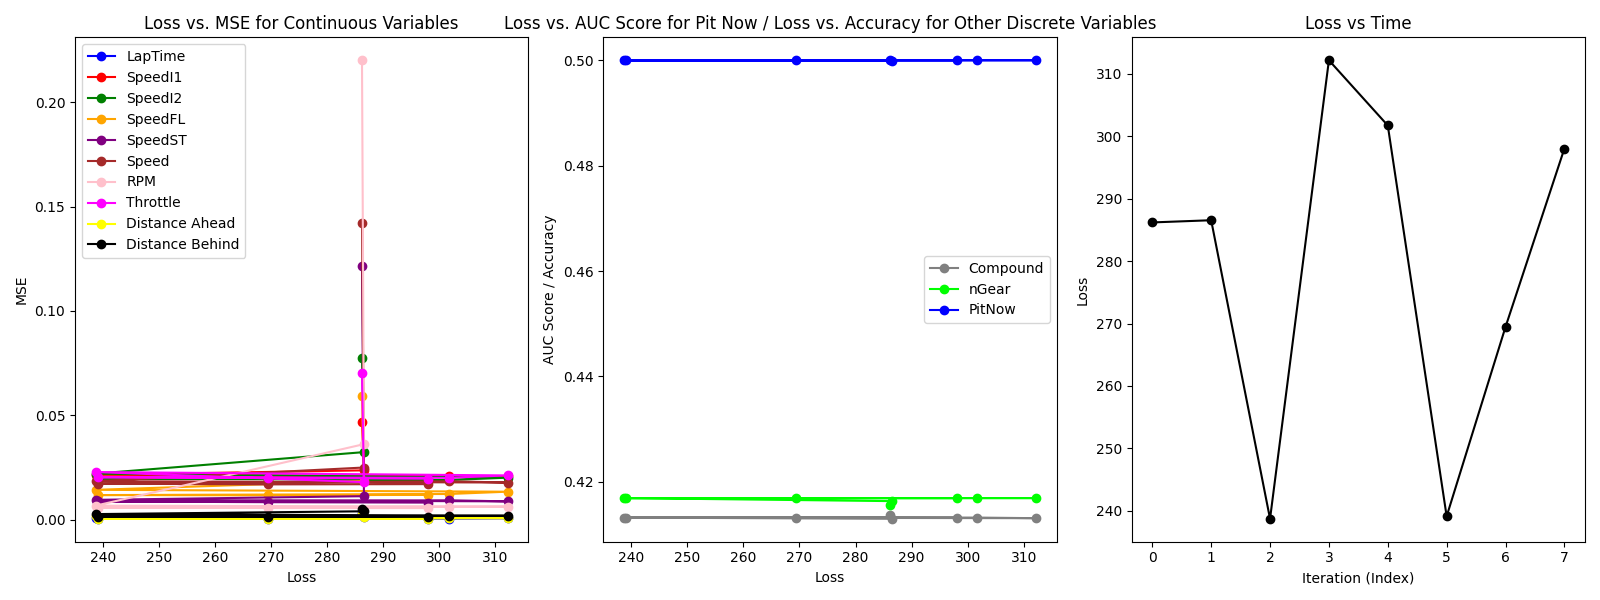 Loss vs. MSE for Continuous Variables
MSE
0.20
0.15
0.10
0.05
0.00
LapTime
SpeedI1
SpeedI2
SpeedFL
SpeedST
Speed
RPM
Throttle
Distance Ahead
Distance Behind
240 250 260 270 280 290 300 310
Loss
Loss vs. AUC Score for Pit Now / Loss vs. Accuracy for Other Discrete Variables
AUC Score / Accuracy
0.50
0.48
0.46
0.44
0.42
Compound
nGear
PitNow
240 250 260 270 280 290 300 310
Loss
Loss vs Time
Loss
310
300
290
280
270
260
250
240
0 1 2 3 4 5 6 7
Iteration (Index)